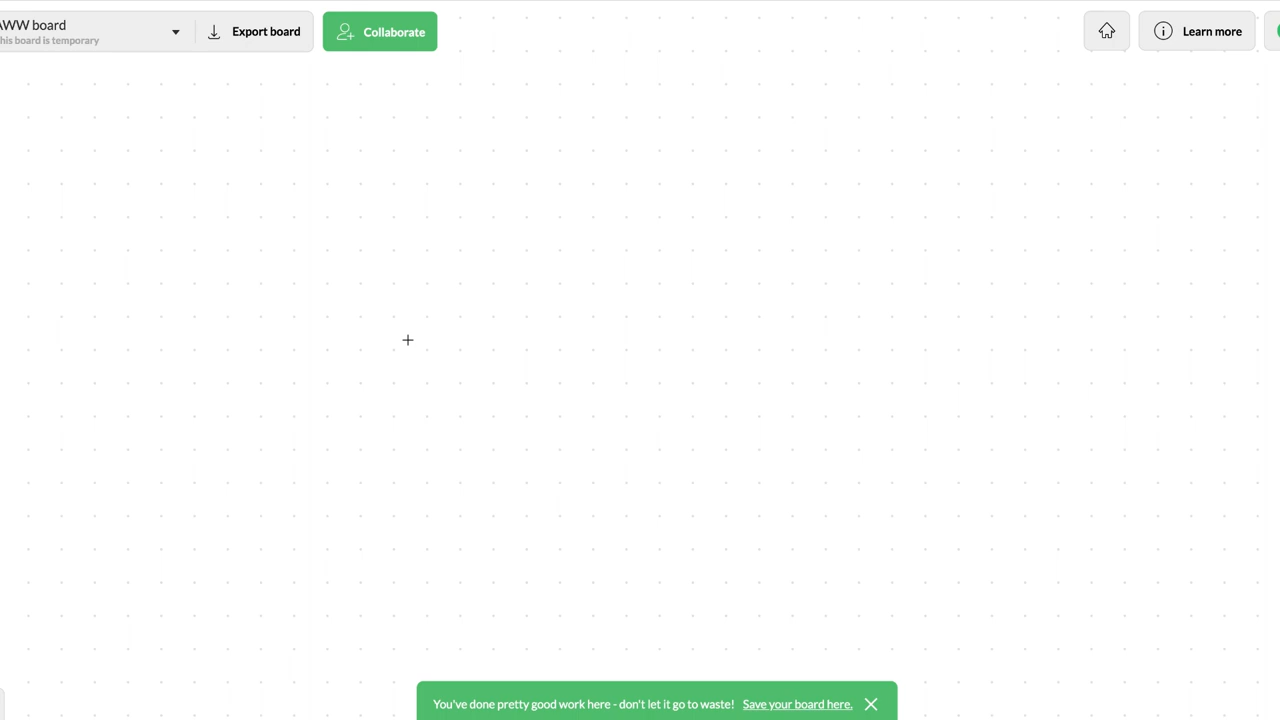 AWW board
his board is temporary
Export board
Collaborate
Learn more
You've done pretty good work here - don't let it go to waste! Save your board here.